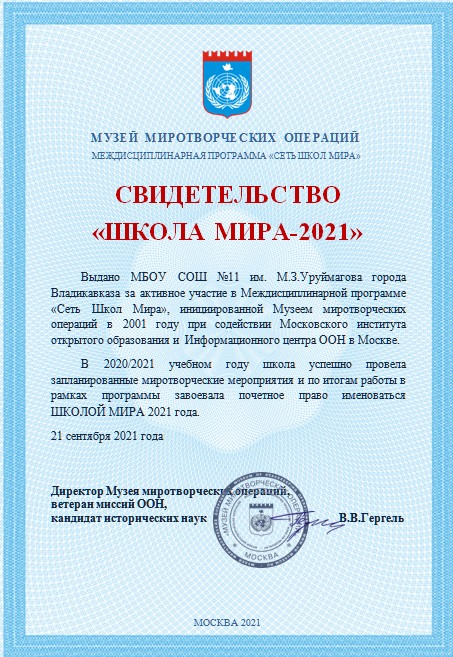 МУЗЕЙ МИРОТВОРЧЕСКИХ ОПЕРАЦИЙ
МЕЖДИСЦИПЛИНАРНАЯ ПРОГРАММА «СЕТЬ ШКОЛ МИРА»
СВИДЕТЕЛЬСТВО
«ШКОЛА МИРА-2021»
Выдано МБОУ СОШ №11 им. М.З.Уруймагова города
Владикавказа за активное участие в Междисциплинарной программе
«Сеть Школ Мира», инициированной Музеем миротворческих
операций в 2001 году при содействии Московского института
открытого образования и Информационного центра ООН в Москве.
В 2020/2021 учебном году школа успешно провела
запланированные миротворческие мероприятия и по итогам работы в
рамках программы завоевала почетное право именоваться
ШКОЛОЙ МИРА 2021 года.
21 сентября 2021 года
Директор Музея миротворческих операций,
ветеран миссий ООН,
кандидат исторических наук
В.В.Гергель
МУЗЕЙ МИРОТВОРЧЕСКИХ ОПЕРАЦИЙ
МОСКВА
МОСКВА 2021